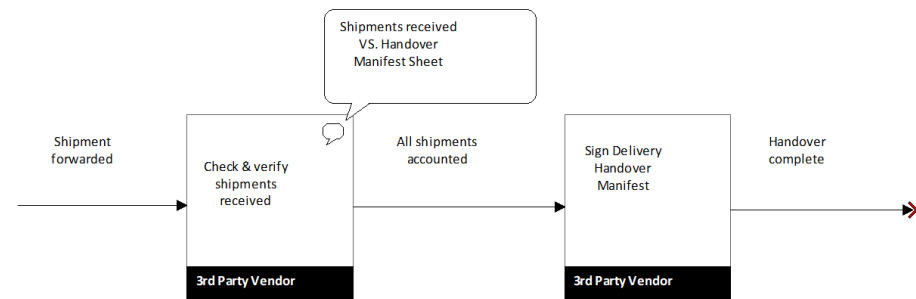 Shipments received
VS. Handover
Manifest Sheet
Shipment
forwarded
Check & verify
shipments
received
3rd Party Vendor
All shipments
accounted
Sign Delivery
Handover
Manifest
3rd Party Vendor
Handover
complete